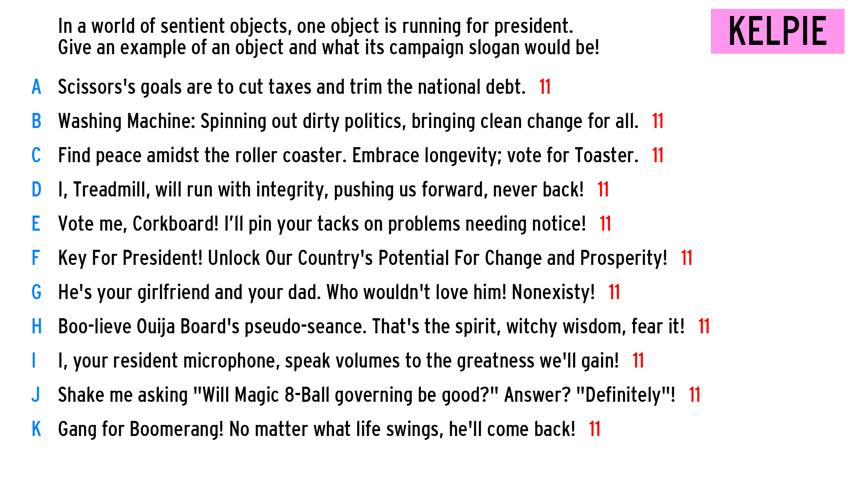 In a world of sentient objects, one object is running for president.
Give an example of an object and what its campaign slogan would be!
KELPIE
A Scissors's goals are to cut taxes and trim the national debt. 11
B Washing Machine: Spinning out dirty politics, bringing clean change for all. 11
C Find peace amidst the roller coaster. Embrace longevity; vote for Toaster. 11
D I, Treadmill, will run with integrity, pushing us forward, never back! 11
E Vote me, Corkboard! I’ll pin your tacks on problems needing notice! 11
F Key For President! Unlock Our Country's Potential For Change and Prosperity! 11
G He's your girlfriend and your dad. Who wouldn't love him! Nonexisty! 11
H Boo-lieve Ouija Board's pseudo-seance. That's the spirit, witchy wisdom, fear it! 11
I I, your resident microphone, speak volumes to the greatness we'll gain! 11
J Shake me asking "Will Magic 8-Ball governing be good?" Answer? "Definitely"! 11
K Gang for Boomerang! No matter what life swings, he'll come back! 11